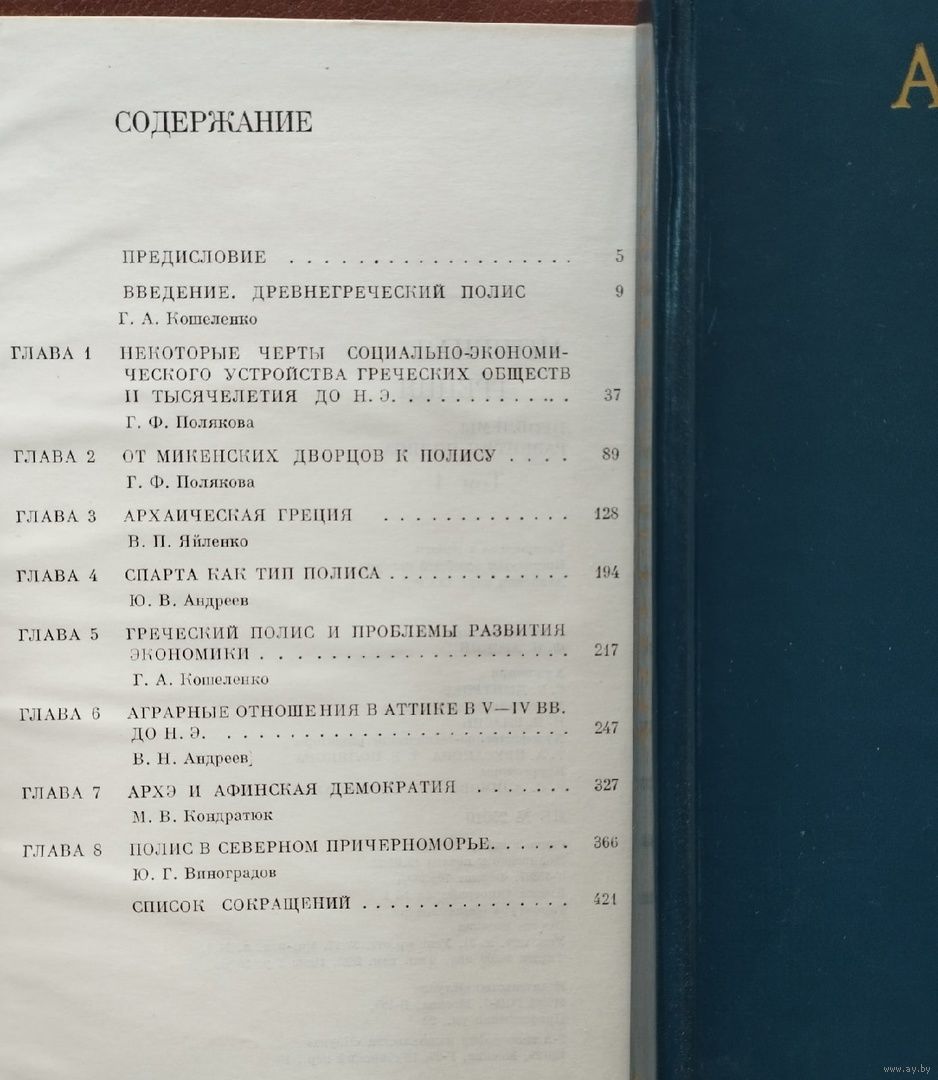 СОДЕРЖАНИЕ
ПРЕДИСЛОВИЕ . . . . . . . . . . . . . . . . . 5
ВВЕДЕНИЕ. ДРЕВНЕГРЕЧЕСКИЙ ПОЛИС 9
Г. А. Кошеленко
ГЛАВА 1 НЕКОТОРЫЕ ЧЕРТЫ СОЦИАЛЬНО-ЭКОНОМИ-
ЧЕСКОГО УСТРОЙСТВА ГРЕЧЕСКИХ ОБЩЕСТВ
II ТЫСЯЧЕЛЕТИЯ ДО Н. Э. . . . . . . . . . . . 37
Г. Ф. Полякова
ГЛАВА 2 ОТ МИКЕНСКИХ ДВОРЦОВ К ПОЛИСУ . . . . 89
Г. Ф. Полякова
ГЛАВА 3 АРХАИЧЕСКАЯ ГРЕЦИЯ . . . . . . . . . . . 128
В. П. Яйленко
ГЛАВА 4 СПАРТА КАК ТИП ПОЛИСА . . . . . . . . . . . 194
Ю. В. Андреев
ГЛАВА 5 ГРЕЧЕСКИЙ ПОЛИС И ПРОБЛЕМЫ РАЗВИТИЯ
ЭКОНОМИКИ . . . . . . . . . . . . . . . . . . 217
Г. А. Кошеленко
ГЛАВА 6 АГРАРНЫЕ ОТНОШЕНИЯ В АТТИКЕ В V—IV ВВ.
ДО Н. Э. . . . . . . . . . . . . . . . . . . . . 247
В. Н. Андреев
ГЛАВА 7 АРХЭ И АФИНСКАЯ ДЕМОКРАТИЯ . . . . . . 327
М. В. Кондратюк
ГЛАВА 8 ПОЛИС В СЕВЕРНОМ ПРИЧЕРНОМОРЬЕ. . . . . . 366
Ю. Г. Виноградов
СПИСОК СОКРАЩЕНИЙ . . . . . . . . . . . . . 421
А
www.ay.by